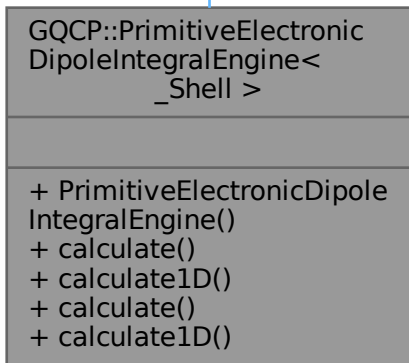 GQCP::PrimitiveElectronic
DipoleIntegralEngine<
_Shell >
+ PrimitiveElectronicDipole
IntegralEngine()
+ calculate()
+ calculate1D()
+ calculate()
+ calculate1D()